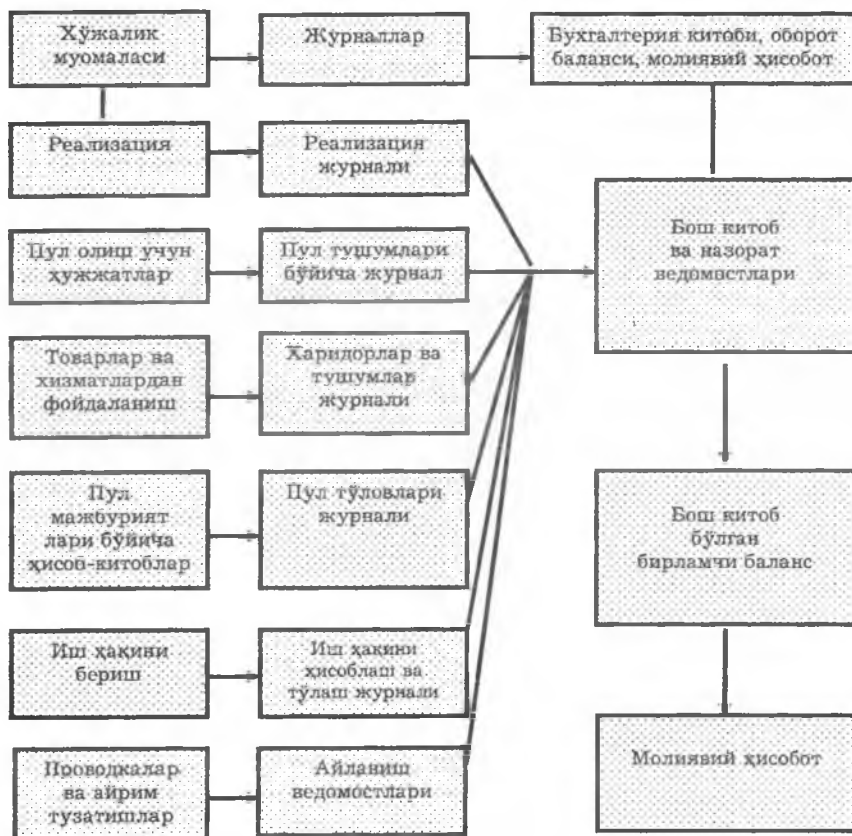 Хўжалик
муомаласи
Журналлар
Бухгалтерия китоби, оборот
баланси, молиявий ҳисобот
Реализация
Реализация
журнали
Пул олиш учун
ҳужжатлар
Пул тушумлари
бўйича журнал
Бош китоб
ва назорат
ведомостлари
Товарлар ва
хизматлардан
фойдаланиш
Харидорлар ва
тушумлар
журнали
Пул
мажбурият
лари бўйича
ҳисоб-китоблар
Пул тўловлари
журнали
Бош китоб
бўлган
бирламчи баланс
Иш ҳақини
бериш
Иш ҳақини
ҳисоблаш ва
тўлаш журнали
Проводкалар
ва айрим
тузатишлар
Айланиш
ведомостлари
Молиявий ҳисобот